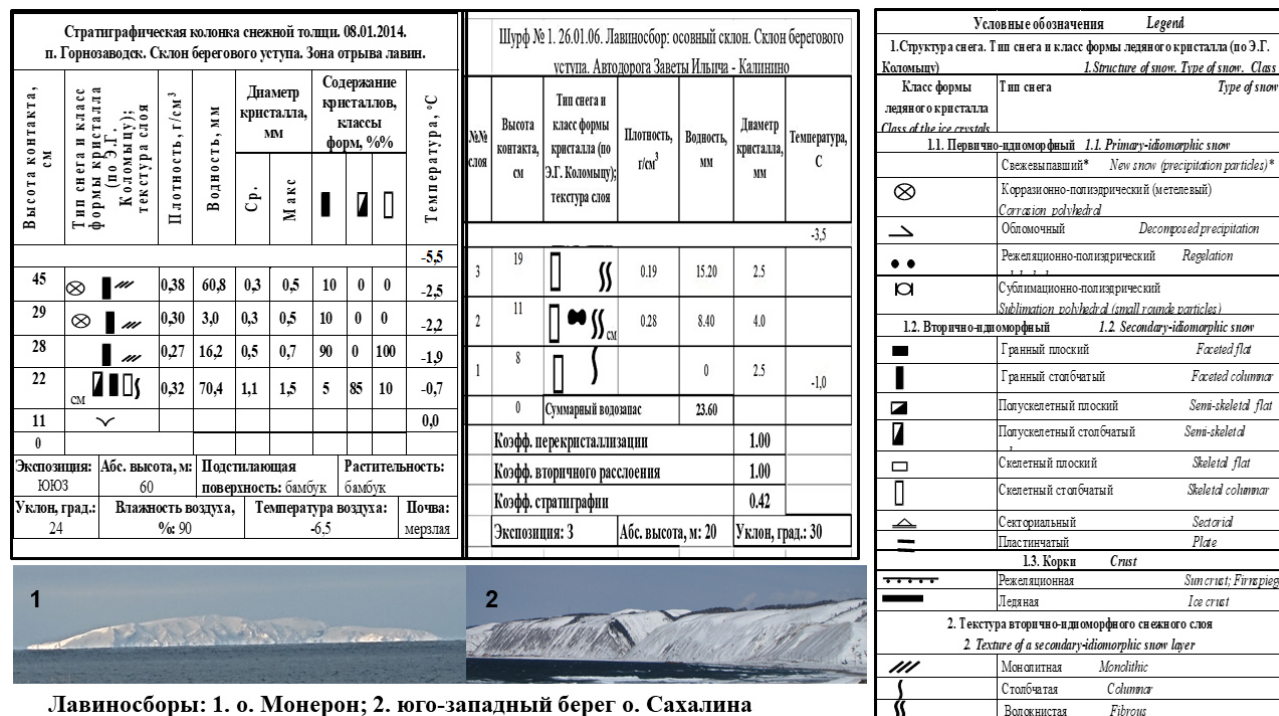 Стратиграфическая колонка снежной толщи. 08.01.2014.
п. Горнозаводск. Склон берегового уступа. Зона отрыва лавин.
Высота контакта, см
Тип снега и класс формы кристалла (по Э.Г. Коломыцу); текстура слоя
Плотность, г/см³
Водность, мм
Диаметр кристалла, мм
Ср.
Макс
Содержание кристаллов, классы форм, %%
Температура, °С
-5,5
45 0,38 60,8 0,3 0,5 10 0 0 -2,5
29 0,30 3,0 0,3 0,5 10 0 0 -2,2
28 0,27 16,2 0,5 0,7 90 0 100 -1,9
22 см 0,32 70,4 1,1 1,5 5 85 10 -0,7
11 0,0
0
Экспозиция: ЮЮЗ
Абс. высота, м: 60
Подстилающая поверхность: бамбук
Растительность: бамбук
Уклон, град.: 24
Влажность воздуха, %: 90
Температура воздуха: -6,5
Почва: мерзлая
Шурф № 1. 26.01.06. Лавиносбор: осовный склон. Склон берегового
уступа. Автодорога Заветы Ильича - Калинино
№№ слоя
Высота контакта, см
Тип снега и класс формы кристалла (по Э.Г. Коломыцу); текстура слоя
Плотность, г/см³
Водность, мм
Диаметр кристалла, мм
Температура, С
-3,5
3 19 0.19 15.20 2.5
2 11 см 0.28 8.40 4.0
1 8 0 2.5 -1,0
0 Суммарный водозапас 23.60
Коэфф. перекристаллизации 1.00
Коэфф. вторичного расслоения 1.00
Коэфф. стратиграфии 0.42
Экспозиция: З Абс. высота, м: 20 Уклон, град.: 30
Условные обозначения Legend
1.Структура снега. Тип снега и класс формы ледяного кристалла (по Э.Г.
Коломыцу) 1.Structure of snow. Type of snow. Class
Класс формы ледяного кристалла
Class of the ice crystals
Тип снега Type of snow
1.1. Первично-идиоморфный 1.1. Primary-idiomorphic snow
Свежевыпавший* New snow (precipitation particles)*
Коррозионно-полиэдрический (метелевый)
Corrasion polyhedral
Обломочный Decomposed precipitation
Режеляционно-полиэдрический Regelation
Сублимационно-полиэдрический
Sublimation polyhedral (small rounde particles)
1.2. Вторично-идиоморфный 1.2. Secondary-idiomorphic snow
Гранный плоский Faceted flat
Гранный столбчатый Faceted columnar
Полускелетный плоский Semi-skeletal flat
Полускелетный столбчатый Semi-skeletal
Скелетный плоский Skeletal flat
Скелетный столбчатый Skeletal columnar
Секториальный Sectorial
Пластинчатый Plate
1.3. Корки Crust
Режеляционная Sun crust; Firnspieg
Ледяная Ice crust
2. Текстура вторично-идиоморфного снежного слоя
2. Texture of a secondary-idiomorphic snow layer
Монолитная Monolithic
Столбчатая Columnar
Волокнистая Fibrous
1
2
Лавиносборы: 1. о. Монерон; 2. юго-западный берег о. Сахалина